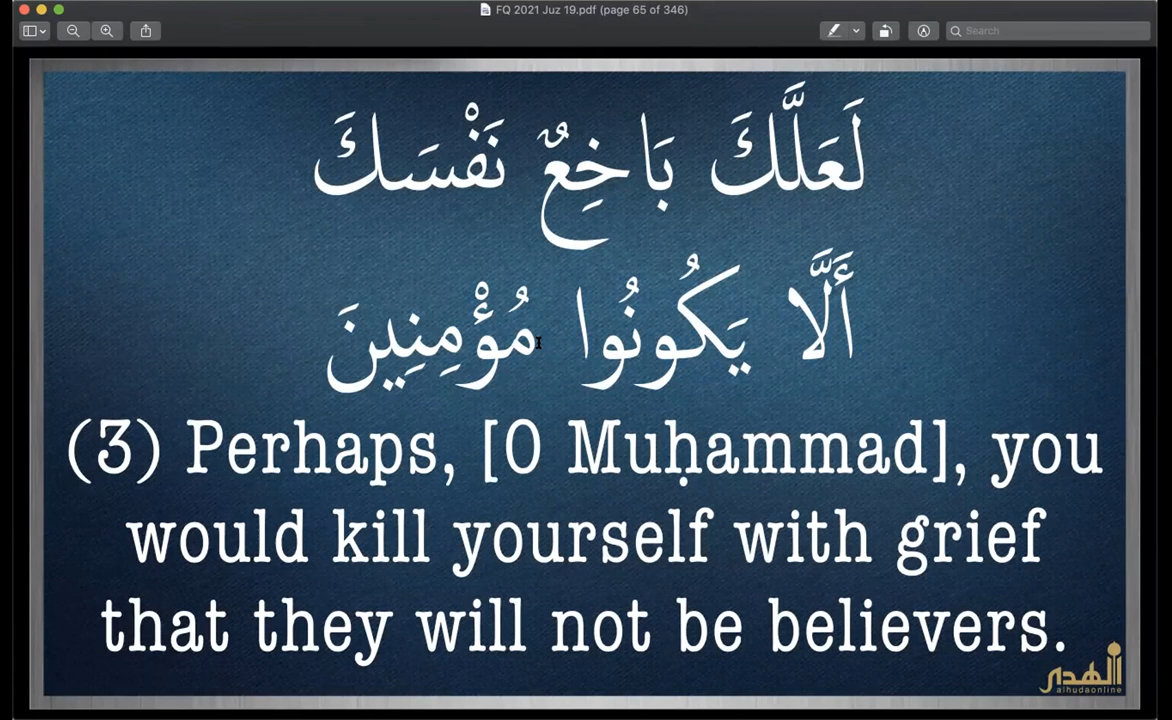 FQ 2021 Juz 19.pdf (page 65 of 346)
Search
لَعَلَّكَ بَاخِعٌ نَفْسَكَ
أَلَّا يَكُونُوا مُؤْمِنِينَ
(3) Perhaps, [O Muḥammad], you
would kill yourself with grief
that they will not be believers.
الهدى
alhudaonline